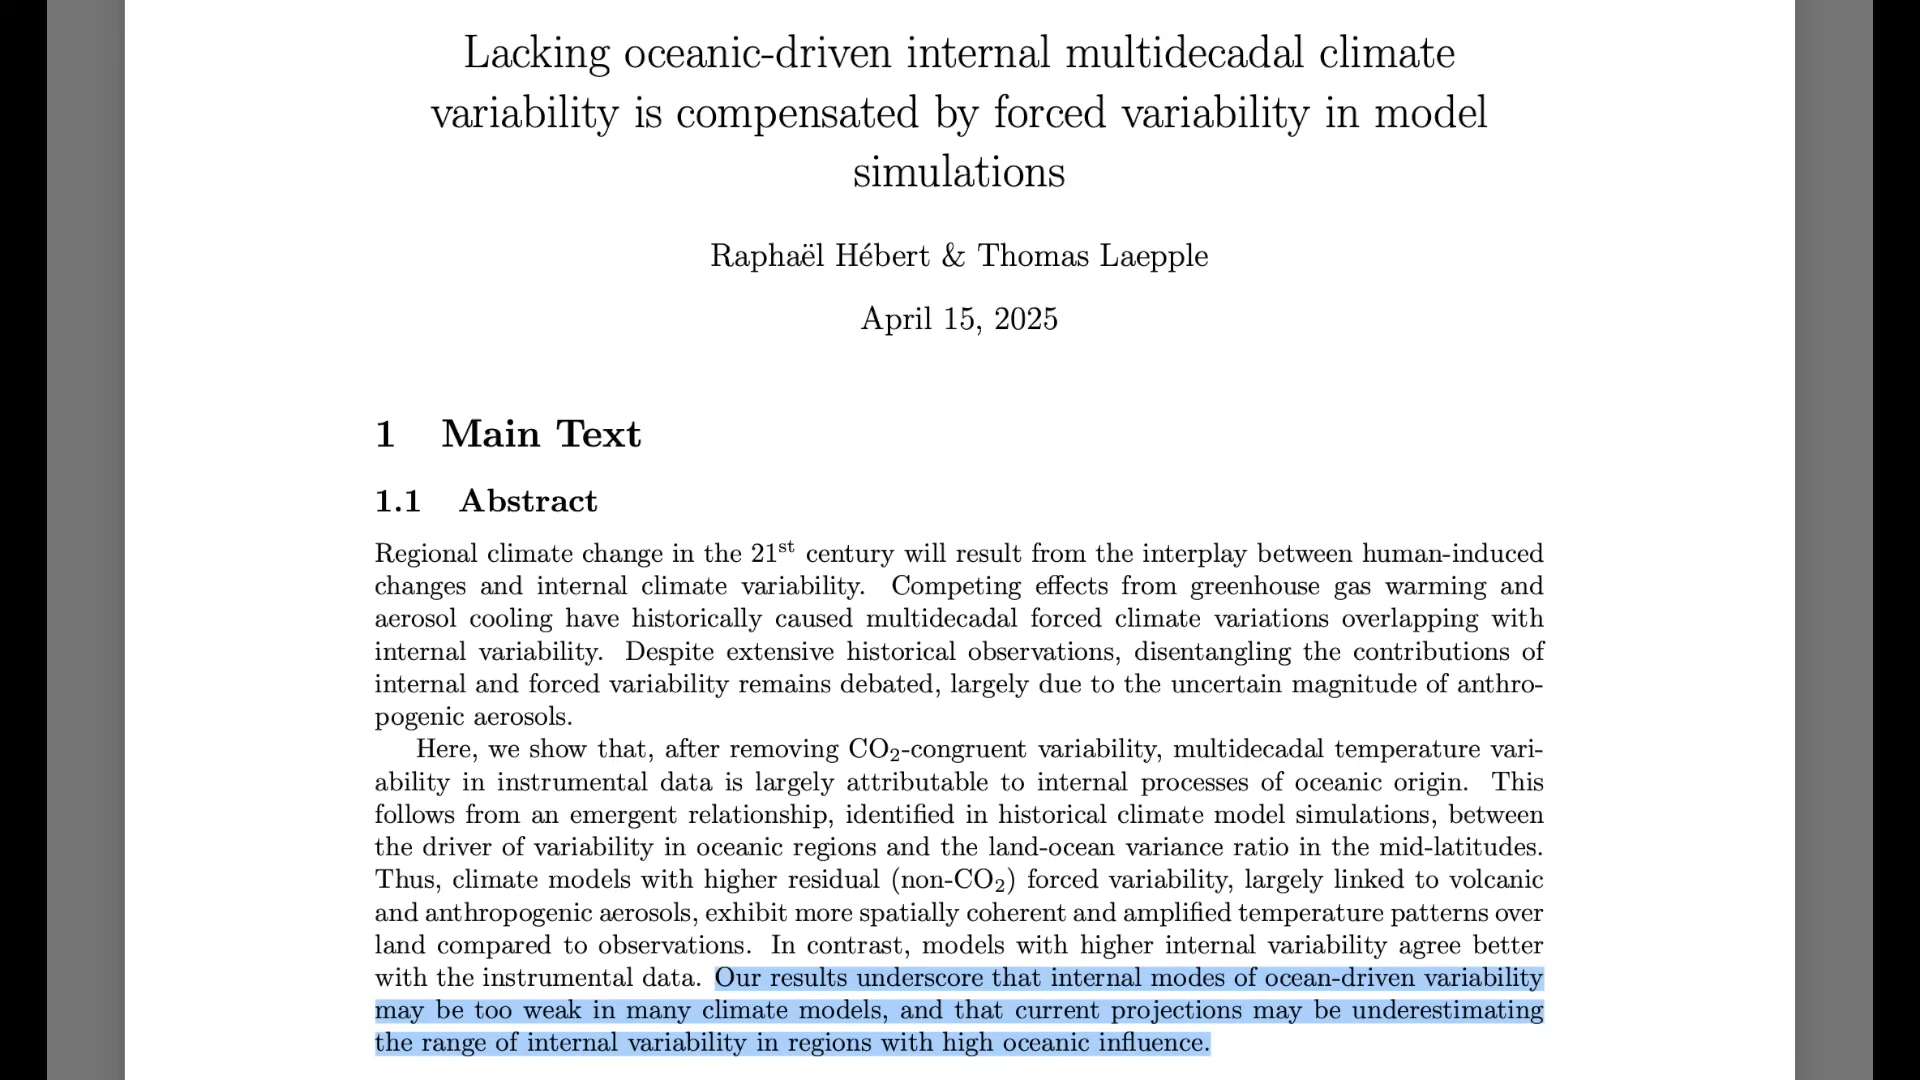 Lacking oceanic-driven internal multidecadal climate
variability is compensated by forced variability in model
simulations
Raphaël Hébert & Thomas Laepple
April 15, 2025
1 Main Text
1.1 Abstract
Regional climate change in the 21st century will result from the interplay between human-induced
changes and internal climate variability. Competing effects from greenhouse gas warming and
aerosol cooling have historically caused multidecadal forced climate variations overlapping with
internal variability. Despite extensive historical observations, disentangling the contributions of
internal and forced variability remains debated, largely due to the uncertain magnitude of anthro-
pogenic aerosols.
Here, we show that, after removing CO2-congruent variability, multidecadal temperature vari-
ability in instrumental data is largely attributable to internal processes of oceanic origin. This
follows from an emergent relationship, identified in historical climate model simulations, between
the driver of variability in oceanic regions and the land-ocean variance ratio in the mid-latitudes.
Thus, climate models with higher residual (non-CO2) forced variability, largely linked to volcanic
and anthropogenic aerosols, exhibit more spatially coherent and amplified temperature patterns over
land compared to observations. In contrast, models with higher internal variability agree better
with the instrumental data. Our results underscore that internal modes of ocean-driven variability
may be too weak in many climate models, and that current projections may be underestimating
the range of internal variability in regions with high oceanic influence.